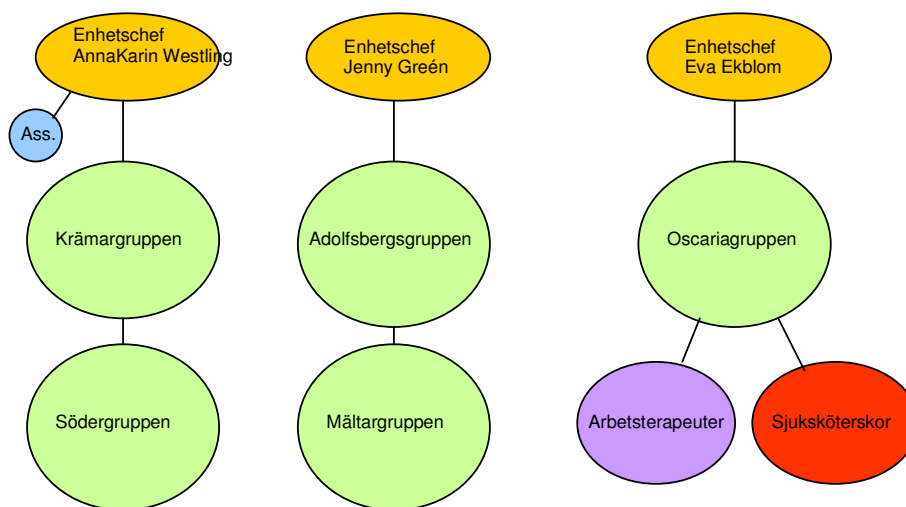 Enhetschef
AnnaKarin Westling
Enhetschef
Jenny Greén
Enhetschef
Eva Ekblom
Ass.
Krämargruppen
Adolfsbergsgruppen
Oscariagruppen
Södergruppen
Mältargruppen
Arbetsterapeuter
Sjuksköterskor